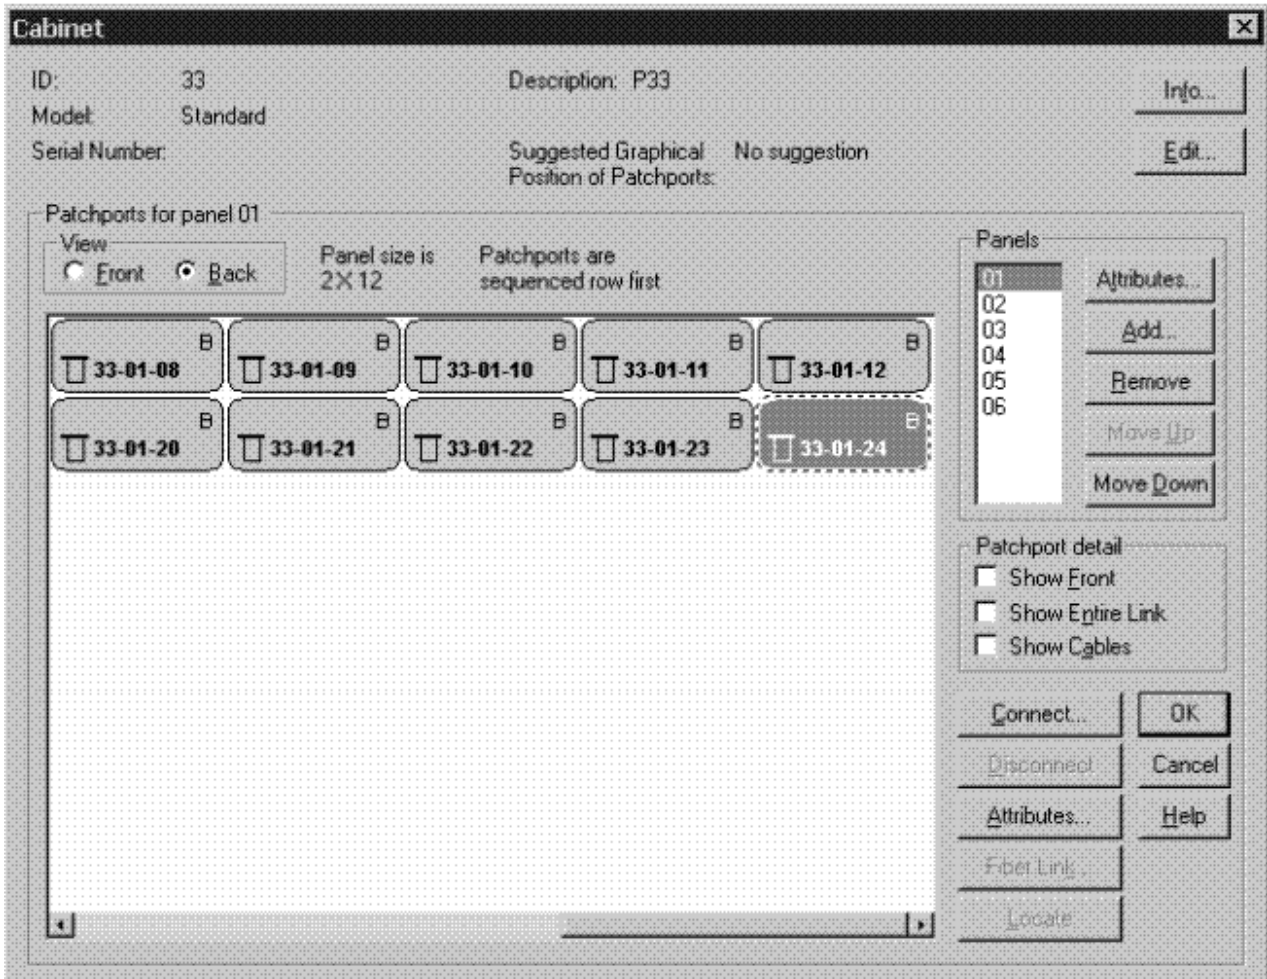 Cabinet
ID: 33 Description: P33
Info...
Model: Standard
Serial Number:
Suggested Graphical No suggestion
Position of Patchports:
Edit...
Patchports for panel 01
View
Front Back
Panel size is
2X12
Patchports are
sequenced row first
B B B B B
33-01-08 33-01-09 33-01-10 33-01-11 33-01-12
B B B B B
33-01-20 33-01-21 33-01-22 33-01-23 33-01-24
Panels
01
02
03
04
05
06
Attributes...
Add...
Remove
Move Up
Move Down
Patchport detail
Show Front
Show Entire Link
Show Cables
Connect... OK
Disconnect Cancel
Attributes... Help
Fiber Link...
Locate